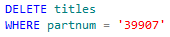 DELETE titles
WHERE partnum = '39907'